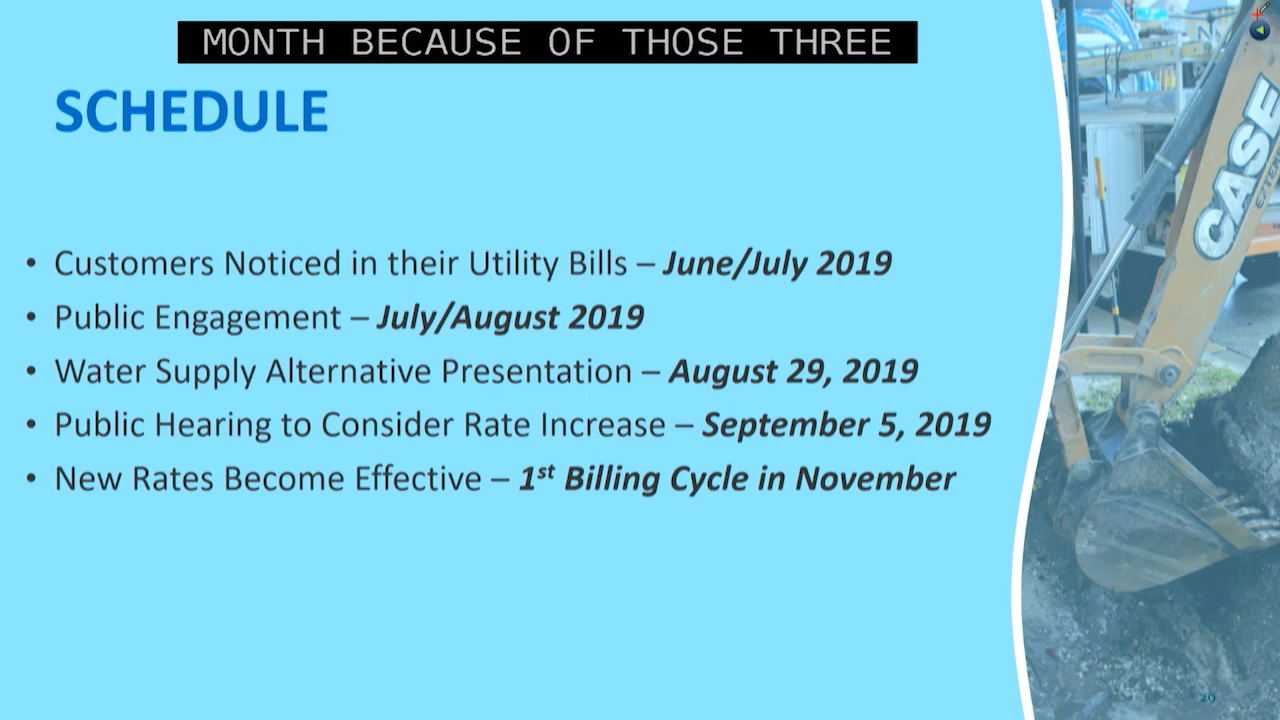 MONTH BECAUSE OF THOSE THREE
SCHEDULE
• Customers Noticed in their Utility Bills – June/July 2019
• Public Engagement – July/August 2019
• Water Supply Alternative Presentation – August 29, 2019
• Public Hearing to Consider Rate Increase – September 5, 2019
• New Rates Become Effective – 1st Billing Cycle in November
CASE
29